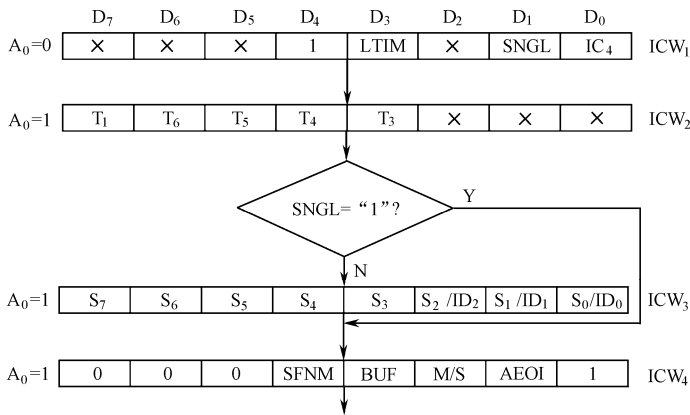 D₇ D₆ D₅ D₄ D₃ D₂ D₁ D₀
A₀=0 × × × 1 LTIM × SNGL IC₄ ICW₁
A₀=1 T₁ T₆ T₅ T₄ T₃ × × × ICW₂
SNGL= “1”?
Y
N
A₀=1 S₇ S₆ S₅ S₄ S₃ S₂ /ID₂ S₁ /ID₁ S₀/ID₀ ICW₃
A₀=1 0 0 0 SFNM BUF M/S AEOI 1 ICW₄